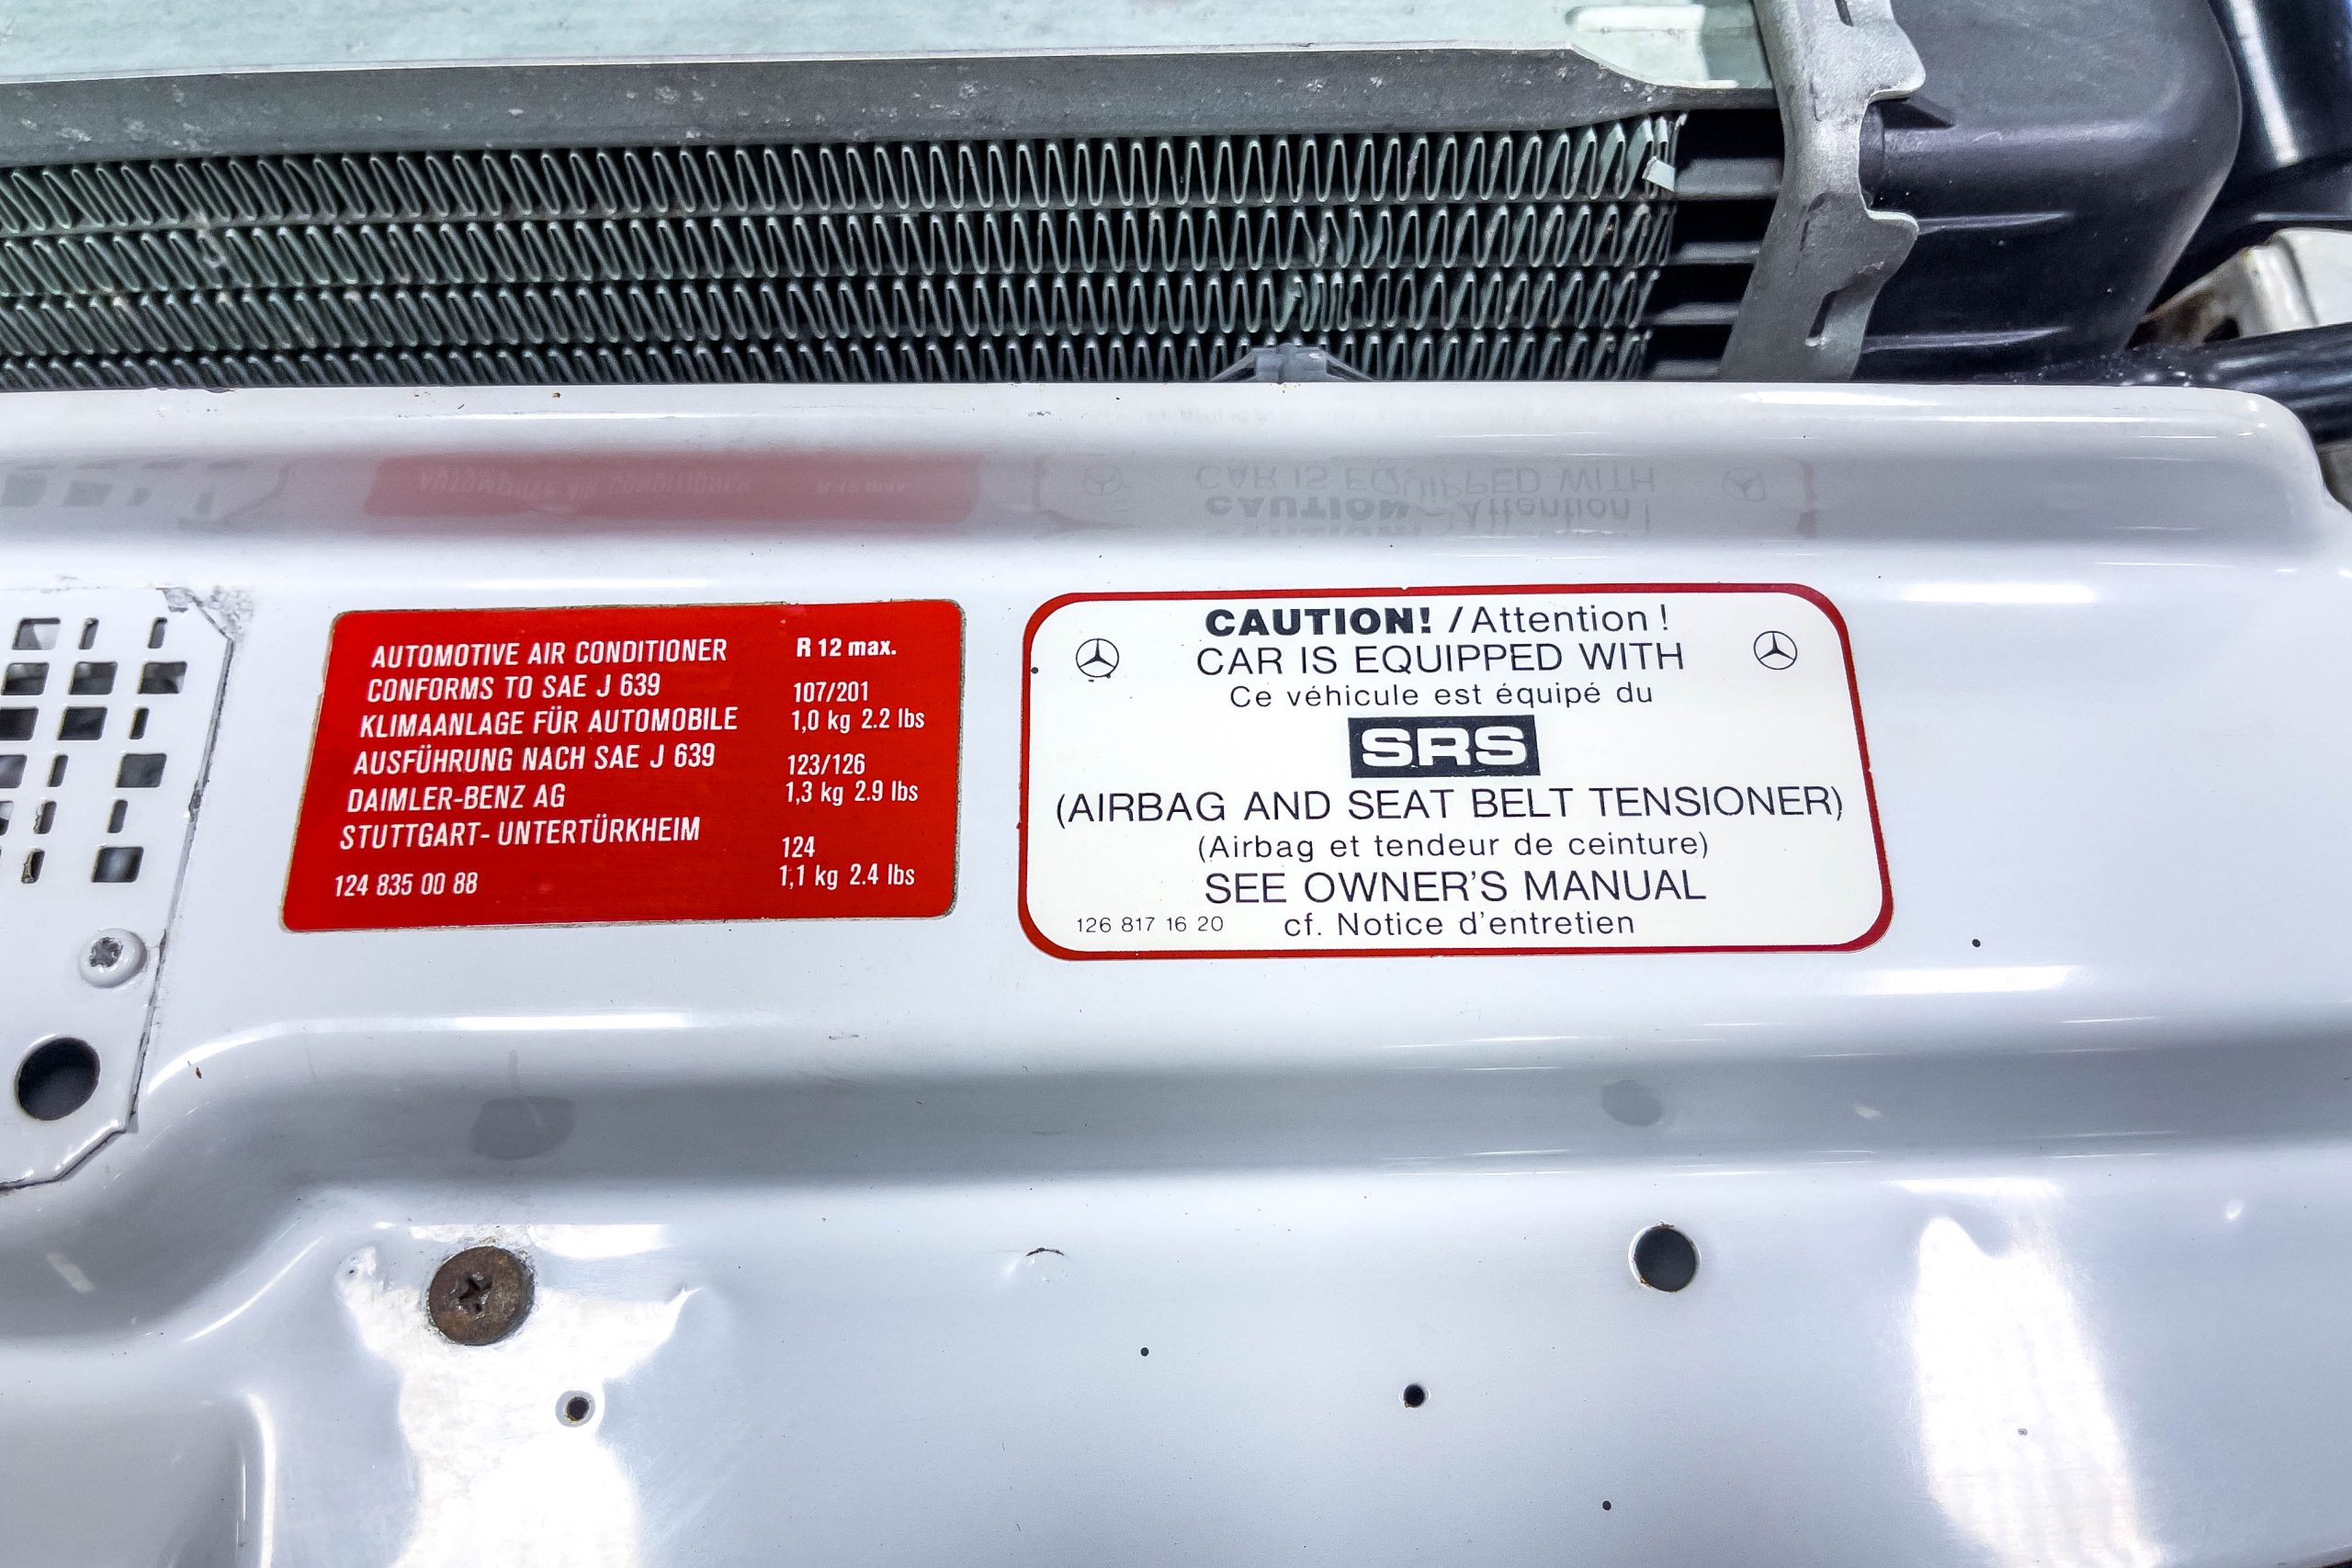 AUTOMOTIVE AIR CONDITIONER
CONFORMS TO SAE J 639
KLIMAANLAGE FÜR AUTOMOBILE
AUSFÜHRUNG NACH SAE J 639
DAIMLER-BENZ AG
STUTTGART- UNTERTÜRKHEIM
124 835 00 88
R 12 max.
107/201
1,0 kg 2.2 lbs
123/126
1,3 kg 2.9 lbs
124
1,1 kg 2.4 lbs
CAUTION! /Attention !
CAR IS EQUIPPED WITH
Ce véhicule est équipé du
SRS
(AIRBAG AND SEAT BELT TENSIONER)
(Airbag et tendeur de ceinture)
SEE OWNER'S MANUAL
126 817 16 20 cf. Notice d'entretien